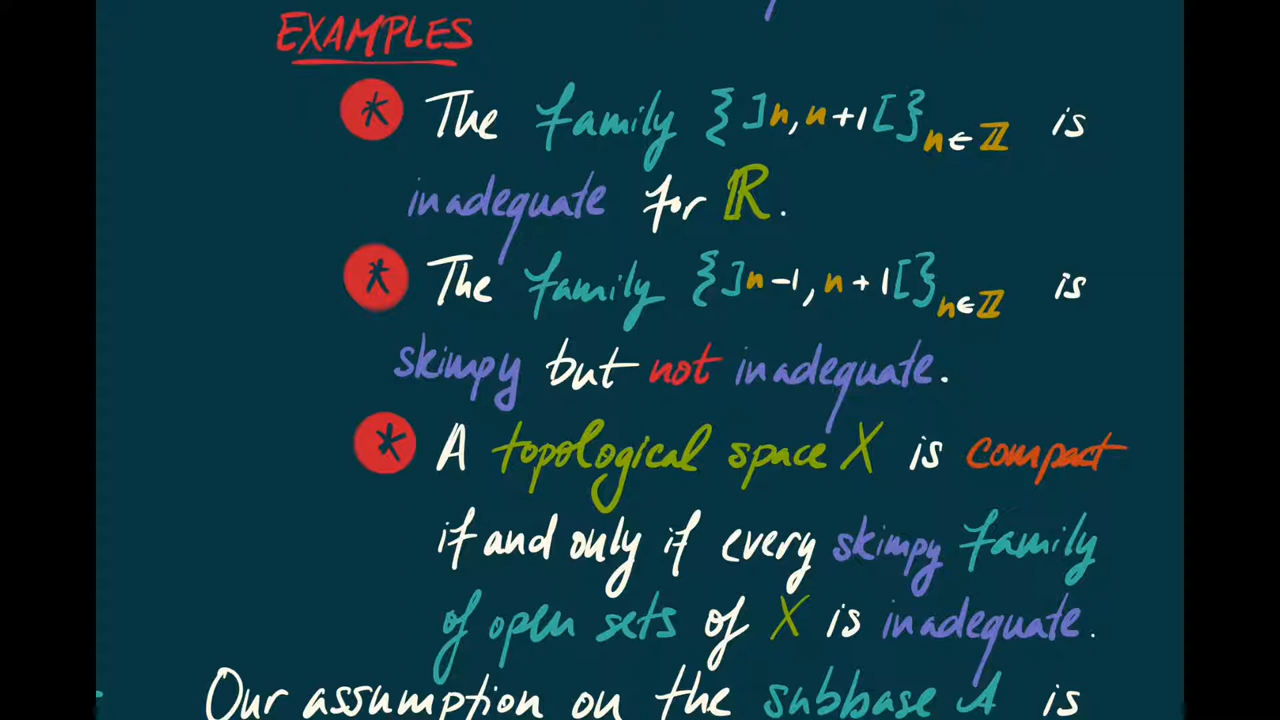 EXAMPLES
* The family {]n, n+1[}n∈ℤ is
inadequate for ℝ.
* The family {]n-1, n+1[}n∈ℤ is
skimpy but not inadequate.
* A topological space X is compact
if and only if every skimpy family
of open sets of X is inadequate.
Our assumption on the subbase A is